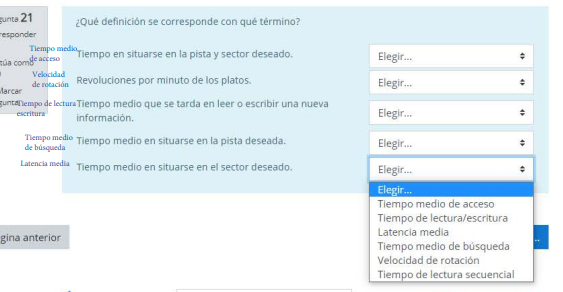 gunta 21
¿Qué definición se corresponde con qué término?
responder
Tiempo medio
de acceso
Tiempo en situarse en la pista y sector deseado.
Elegir...
túa como
Velocidad
de rotación
Revoluciones por minuto de los platos.
Elegir...
Marcar
gunta
Tiempo de lectura
escritura
Tiempo medio que se tarda en leer o escribir una nueva
información.
Elegir...
Tiempo medio
de búsqueda
Tiempo medio en situarse en la pista deseada.
Elegir...
Latencia media
Tiempo medio en situarse en el sector deseado.
Elegir...
Elegir...
Tiempo medio de acceso
Tiempo de lectura/escritura
Latencia media
Tiempo medio de búsqueda
Velocidad de rotación
Tiempo de lectura secuencial
gina anterior
...